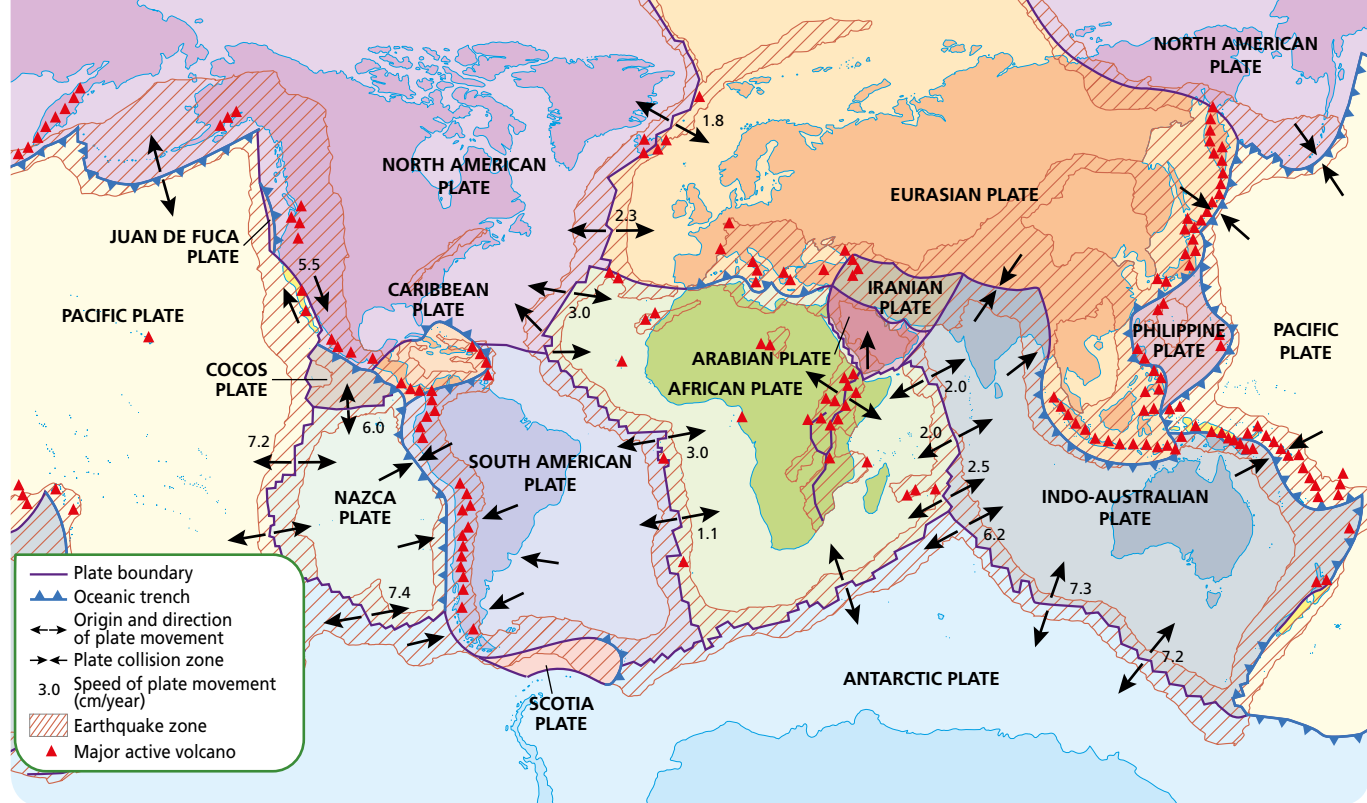 NORTH AMERICAN
PLATE
1.8
NORTH AMERICAN
PLATE
EURASIAN PLATE
2.3
JUAN DE FUCA
PLATE
5.5
CARIBBEAN
PLATE
3.0
IRANIAN
PLATE
PACIFIC PLATE
PHILIPPINE
PLATE
PACIFIC
PLATE
ARABIAN PLATE
COCOS
PLATE
AFRICAN PLATE
2.0
6.0
7.2
3.0
2.0
SOUTH AMERICAN
PLATE
2.5
NAZCA
PLATE
INDO-AUSTRALIAN
PLATE
1.1
6.2
7.4
7.3
7.2
ANTARCTIC PLATE
SCOTIA
PLATE
Plate boundary
Oceanic trench
Origin and direction
of plate movement
Plate collision zone
3.0 Speed of plate movement
(cm/year)
Earthquake zone
Major active volcano